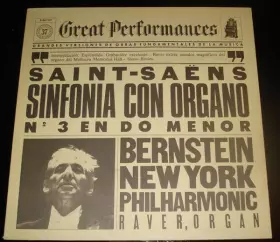 37
Great Performances
GRANDES VERSIONES DE OBRAS FUNDAMENTALES DE LA MUSICA
SAINT-SAËNS
SINFONIA CON ORGANO
Nº 3 EN DO MENOR
BERNSTEIN
NEW YORK
PHILHARMONIC
RAVER, ORGAN